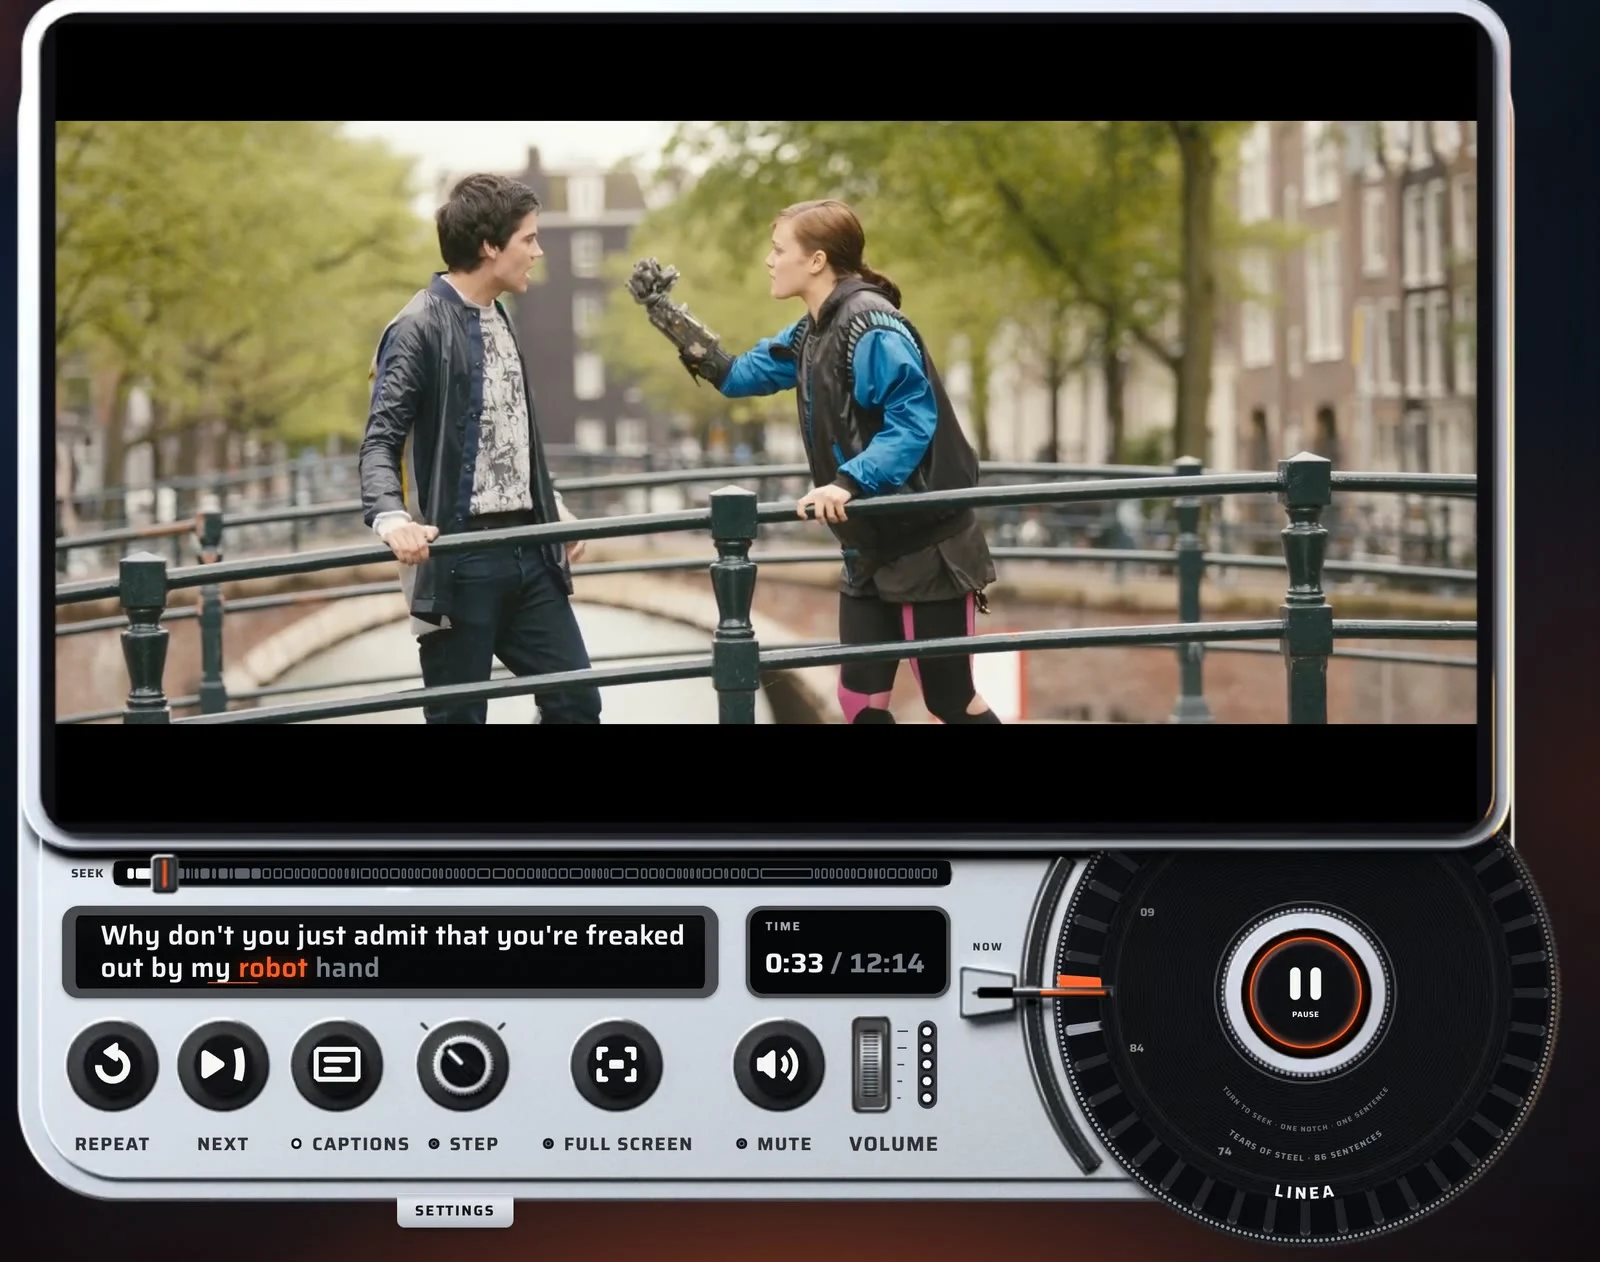 SEEK
Why don't you just admit that you're freaked
out by my robot hand
TIME
0:33 / 12:14
NOW
REPEAT
NEXT
CAPTIONS
STEP
FULL SCREEN
MUTE
VOLUME
SETTINGS
09
84
74
PAUSE
TURN TO SEEK · ONE NOTCH · ONE SENTENCE
TEARS OF STEEL · 86 SENTENCES
LINEA